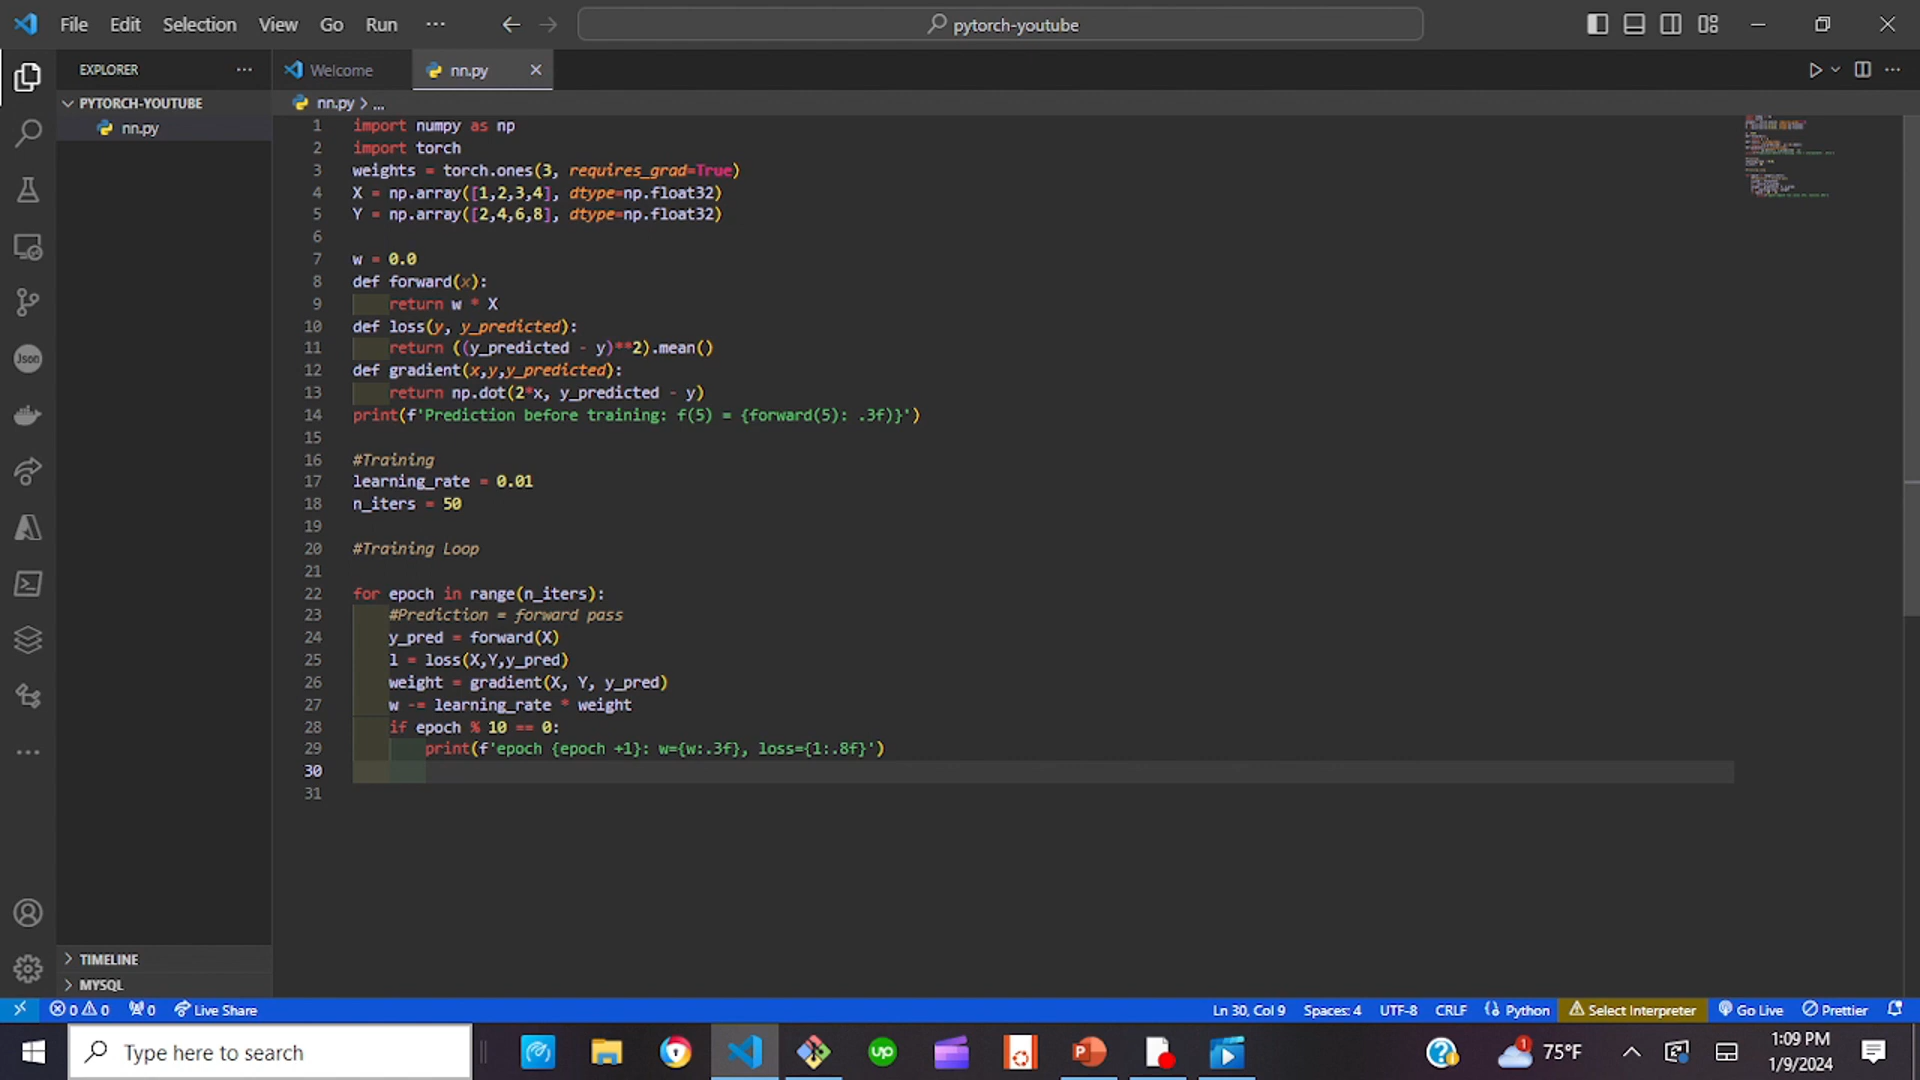 File Edit Selection View Go Run ··· pytorch-youtube
EXPLORER ··· Welcome nn.py
PYTORCH-YOUTUBE nn.py > ...
nn.py
1 import numpy as np
2 import torch
3 weights = torch.ones(3, requires_grad=True)
4 X = np.array([1,2,3,4], dtype=np.float32)
5 Y = np.array([2,4,6,8], dtype=np.float32)
6
7 w = 0.0
8 def forward(x):
9     return w * X
10 def loss(y, y_predicted):
11     return ((y_predicted - y)**2).mean()
12 def gradient(x,y,y_predicted):
13     return np.dot(2*x, y_predicted - y)
14 print(f'Prediction before training: f(5) = {forward(5): .3f)}')
15
16 #Training
17 learning_rate = 0.01
18 n_iters = 50
19
20 #Training Loop
21
22 for epoch in range(n_iters):
23     #Prediction = forward pass
24     y_pred = forward(X)
25     l = loss(X,Y,y_pred)
26     weight = gradient(X, Y, y_pred)
27     w -= learning_rate * weight
28     if epoch % 10 == 0:
29         print(f'epoch {epoch +1}: w={w:.3f}, loss={1:.8f}')
30
31
Json
TIMELINE
MYSQL
0 0 0 Live Share Ln 30, Col 9 Spaces: 4 UTF-8 CRLF Python Select Interpreter Go Live Prettier
Type here to search up 1 75°F 1:09 PM
1/9/2024